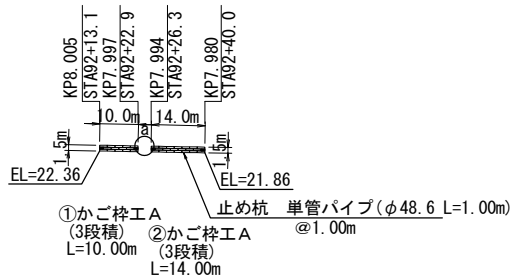 KP8.005
STA92+13.1
KP7.997
STA92+22.9
KP7.994
STA92+26.3
KP7.980
STA92+40.0
10.0m
14.0m
a
1.5m
1.5m
EL=22.36
EL=21.86
止め杭 単管パイプ(φ48.6 L=1.00m)
@1.00m
①かご枠工A
(3段積)
L=10.00m
②かご枠工A
(3段積)
L=14.00m